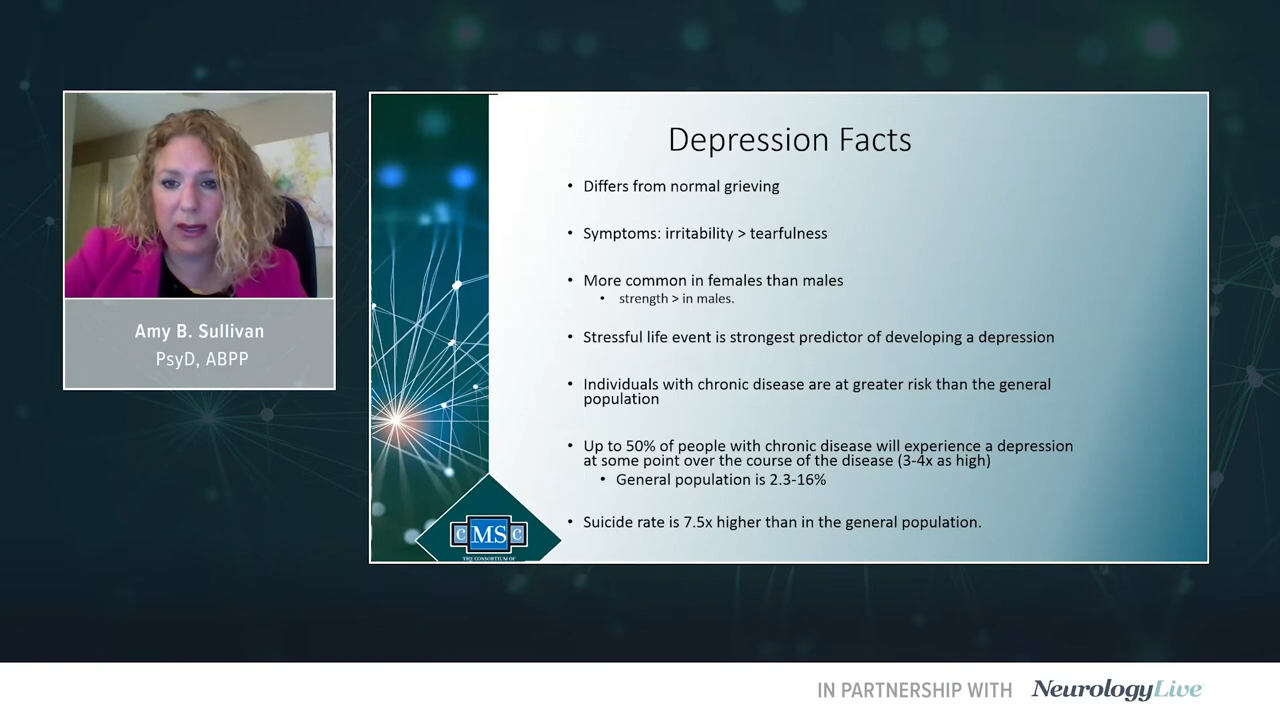 Amy B. Sullivan
PsyD, ABPP
Depression Facts
• Differs from normal grieving
• Symptoms: irritability > tearfulness
• More common in females than males
• strength > in males.
• Stressful life event is strongest predictor of developing a depression
• Individuals with chronic disease are at greater risk than the general
population
• Up to 50% of people with chronic disease will experience a depression
at some point over the course of the disease (3-4x as high)
• General population is 2.3-16%
• Suicide rate is 7.5x higher than in the general population.
CMSC
THE CONSORTIUM OF
IN PARTNERSHIP WITH NeurologyLive